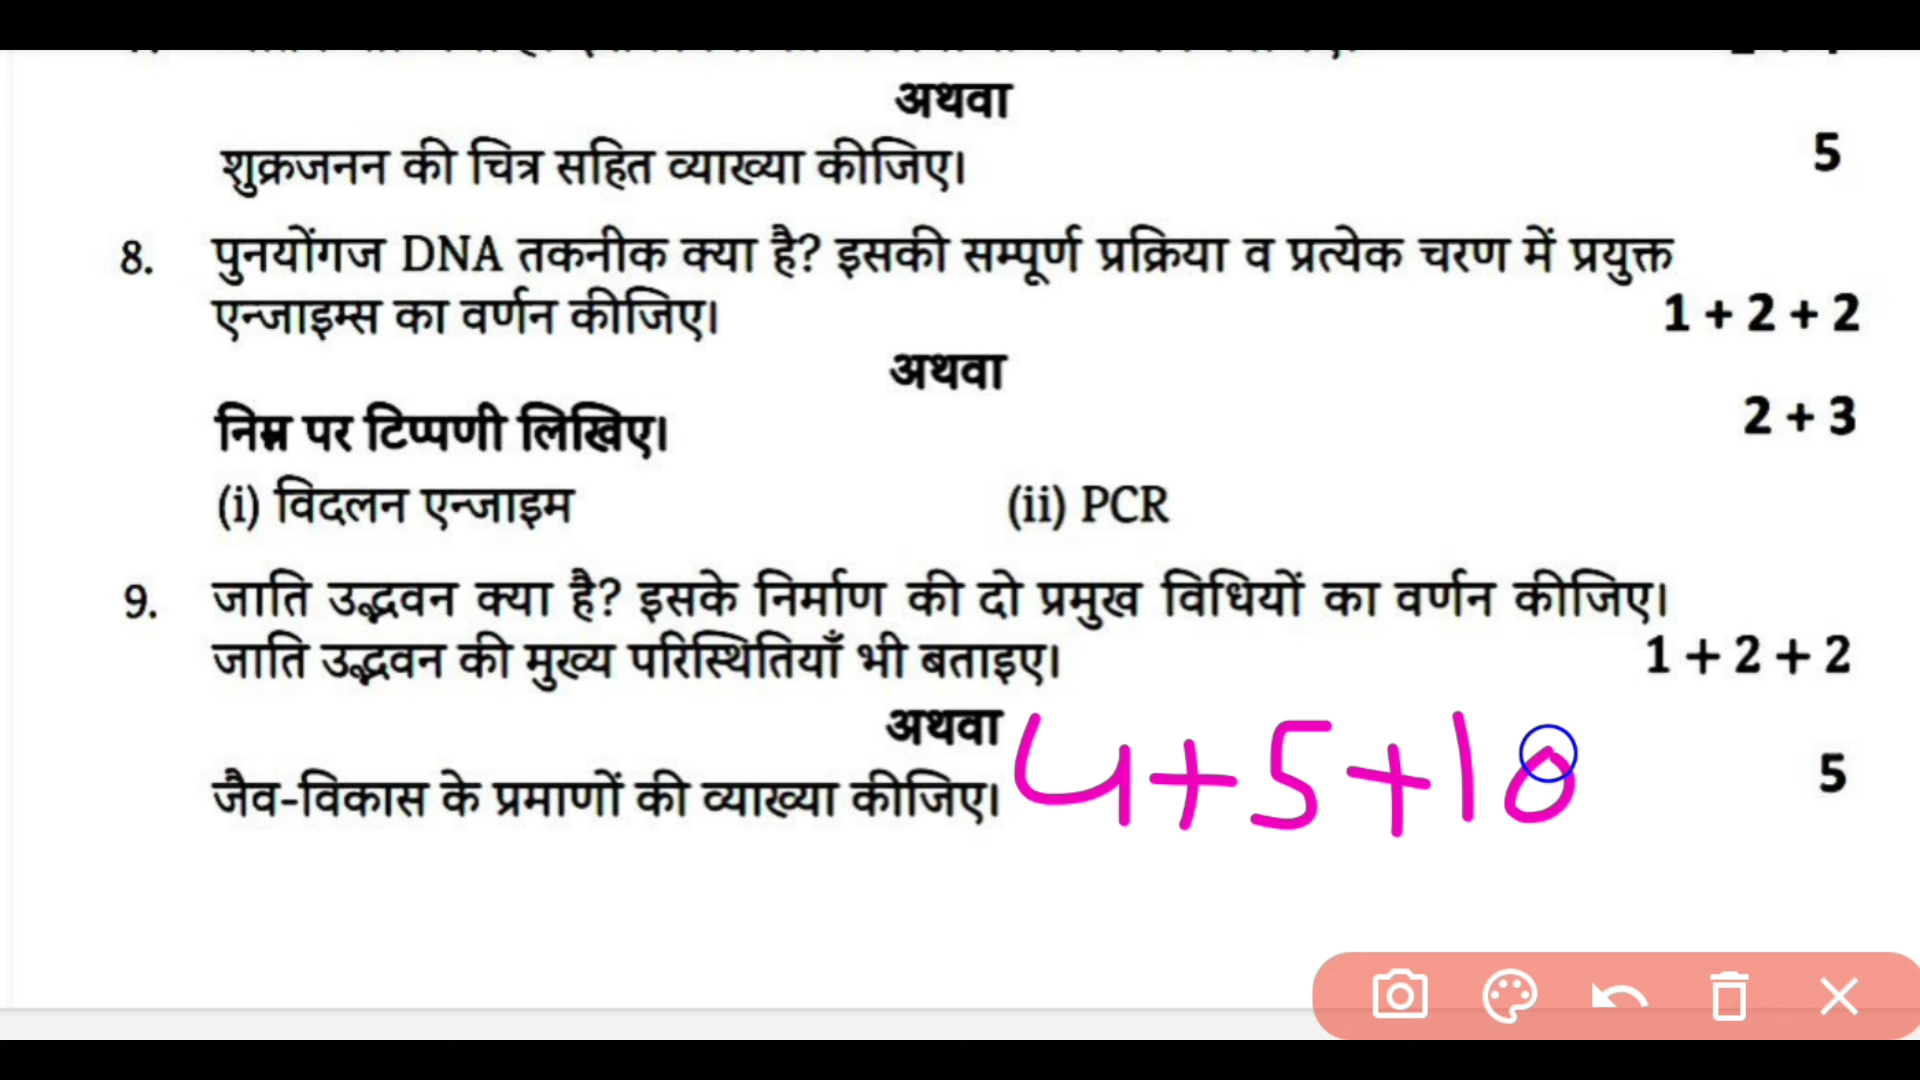 अथवा
शुक्रजनन की चित्र सहित व्याख्या कीजिए। 5
8. पुनयोंगज DNA तकनीक क्या है? इसकी सम्पूर्ण प्रक्रिया व प्रत्येक चरण में प्रयुक्त
एन्जाइम्स का वर्णन कीजिए। 1 + 2 + 2
अथवा
निम्न पर टिप्पणी लिखिए। 2 + 3
(i) विदलन एन्जाइम (ii) PCR
9. जाति उद्भवन क्या है? इसके निर्माण की दो प्रमुख विधियों का वर्णन कीजिए।
जाति उद्भवन की मुख्य परिस्थितियाँ भी बताइए। 1 + 2 + 2
अथवा
जैव-विकास के प्रमाणों की व्याख्या कीजिए। 5
4+5+10